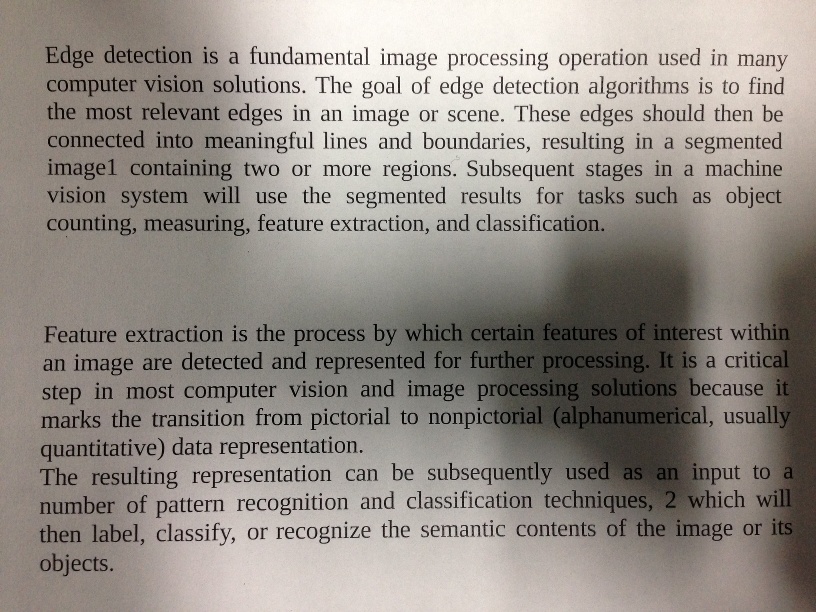 Edge detection is a fundamental image processing operation used in many
computer vision solutions. The goal of edge detection algorithms is to find
the most relevant edges in an image or scene. These edges should then be
connected into meaningful lines and boundaries, resulting in a segmented
image1 containing two or more regions. Subsequent stages in a machine
vision system will use the segmented results for tasks such as object
counting, measuring, feature extraction, and classification.
Feature extraction is the process by which certain features of interest within
an image are detected and represented for further processing. It is a critical
step in most computer vision and image processing solutions because it
marks the transition from pictorial to nonpictorial (alphanumerical, usually
quantitative) data representation.
The resulting representation can be subsequently used as an input to a
number of pattern recognition and classification techniques, 2 which will
then label, classify, or recognize the semantic contents of the image or its
objects.